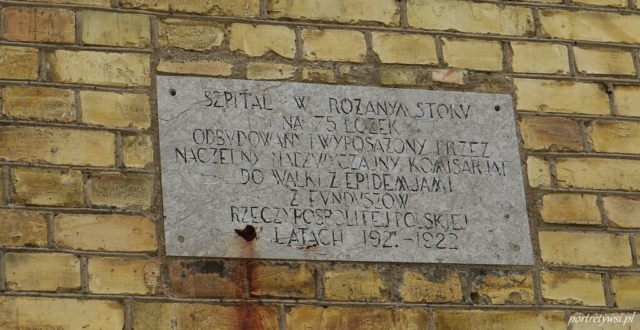 SZPITAL W RÓŻANYMSTOKU
NA 75 ŁÓŻEK
ODBUDOWANY I WYPOSAŻONY PRZEZ
NACZELNY NADZWYCZAJNY KOMISARJAT
DO WALKI Z EPIDEMJAMI
Z FUNDUSZÓW
RZECZYPOSPOLITEJ POLSKIEJ
LATACH 192.-1922
portretywsi.pl